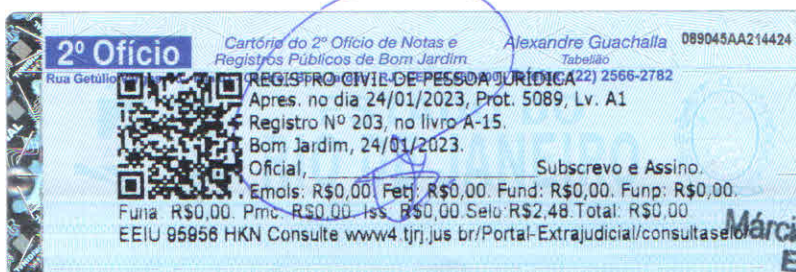 2º Ofício
Cartório do 2º Ofício de Notas e
Registros Públicos de Bom Jardim
Alexandre Guachalla
Tabelião
089045AA214424
Rua Getúlio
(22) 2566-2782
REGISTRO CIVIL DE PESSOA JURÍDICA
Apres. no dia 24/01/2023, Prot. 5089, Lv. A1
Registro Nº 203, no livro A-15.
Bom Jardim, 24/01/2023.
Oficial, Subscrevo e Assino.
Emols: R$0,00. Fetj: R$0,00. Fund: R$0,00. Funp: R$0,00.
Funa: R$0,00. Pmc: R$0,00. Iss: R$0,00.Selo:R$2,48.Total: R$0,00
EEIU 95956 HKN Consulte www4.tjrj.jus br/Portal-Extrajudicial/consultaselo/
Márci
E